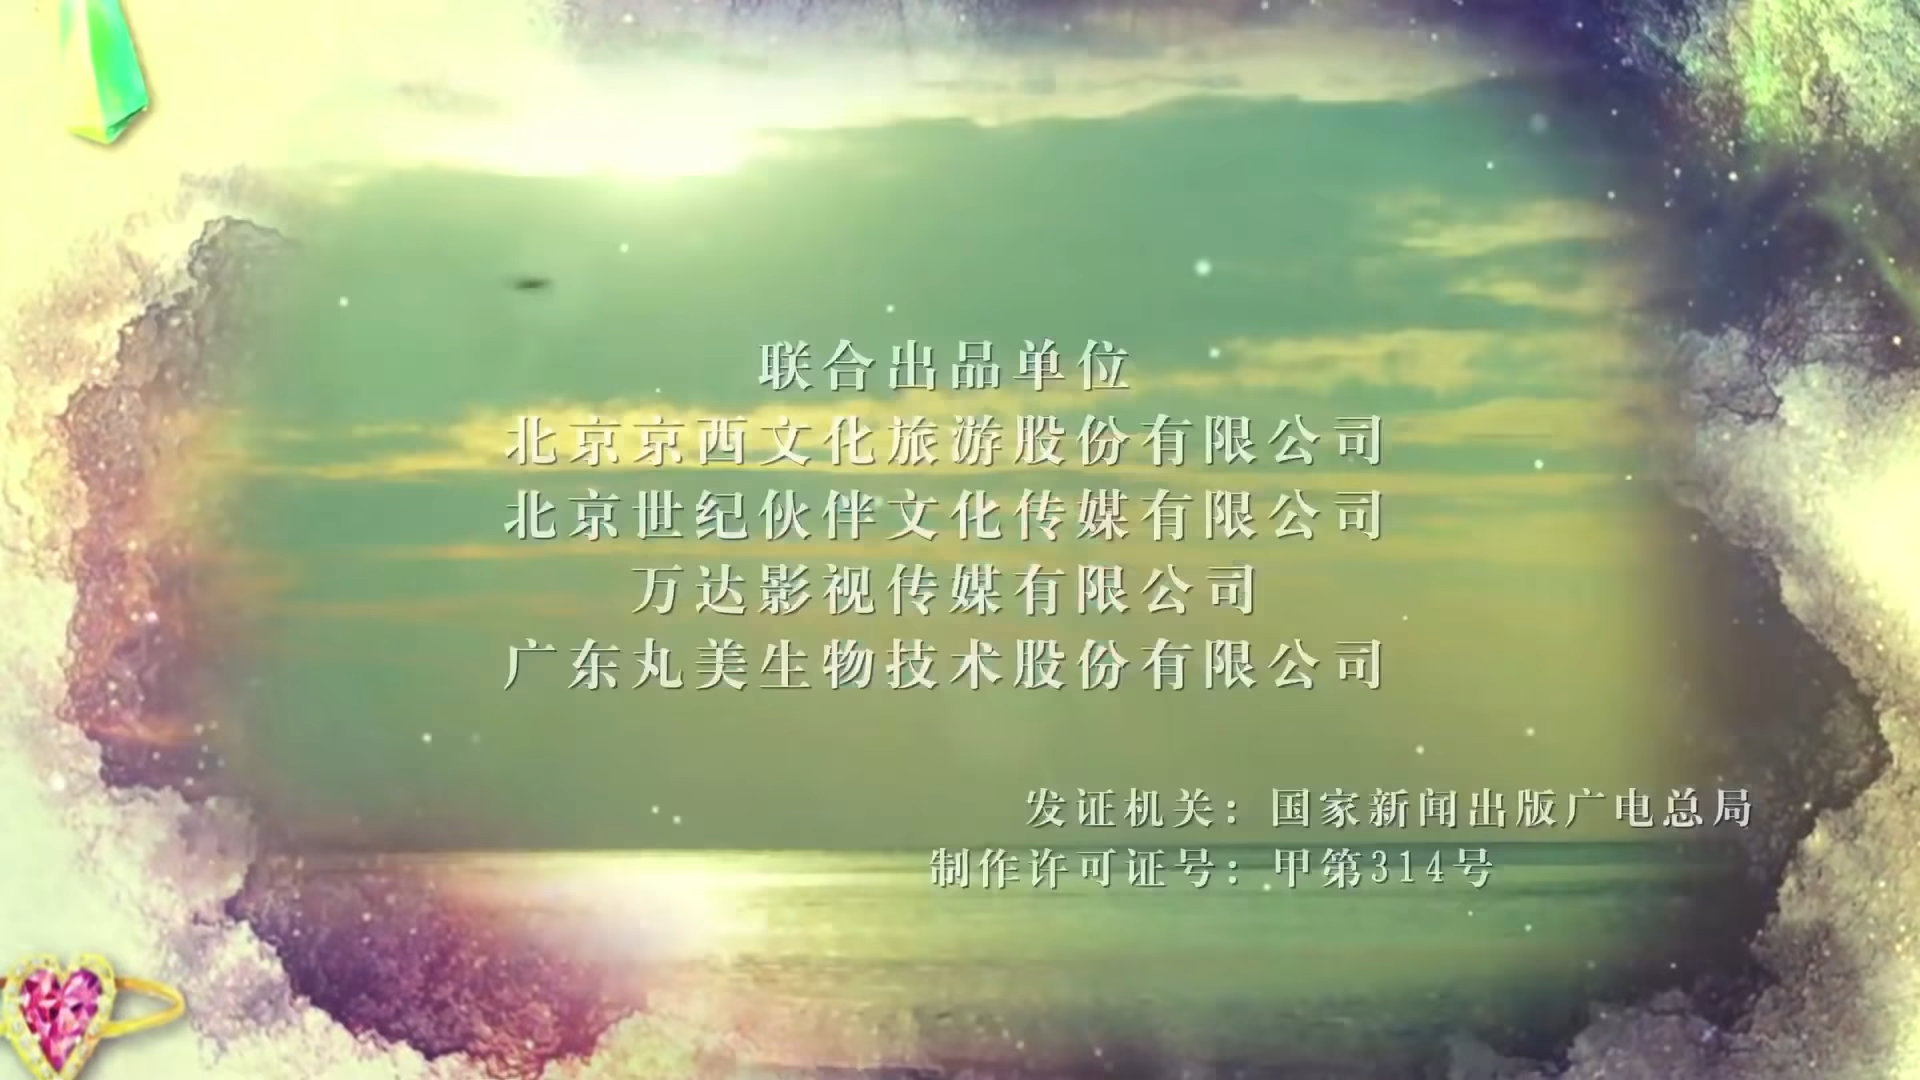 联合出品单位
北京京西文化旅游股份有限公司
北京世纪伙伴文化传媒有限公司
万达影视传媒有限公司
广东丸美生物技术股份有限公司
发证机关：国家新闻出版广电总局
制作许可证号：甲第314号